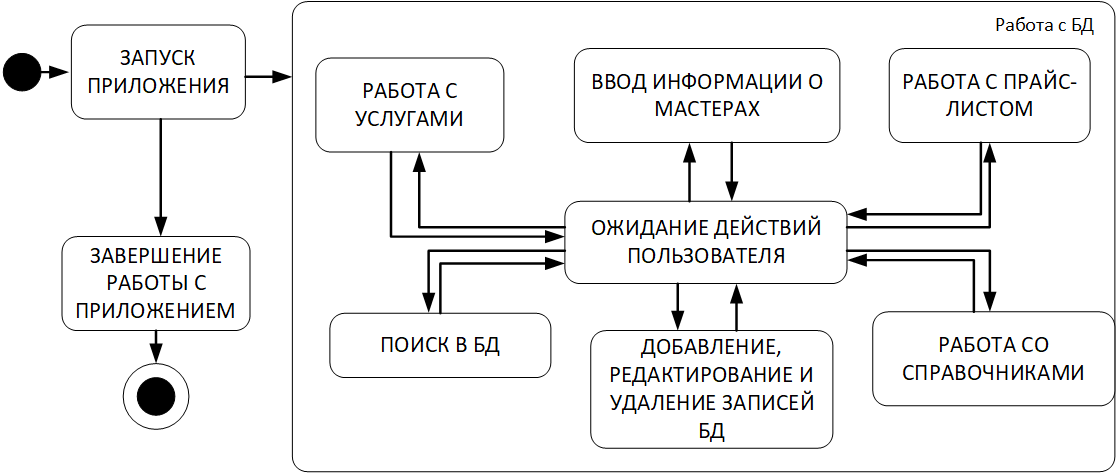 Работа с БД
ЗАПУСК
ПРИЛОЖЕНИЯ
РАБОТА С
УСЛУГАМИ
ВВОД ИНФОРМАЦИИ О
МАСТЕРАХ
РАБОТА С ПРАЙС-
ЛИСТОМ
ОЖИДАНИЕ ДЕЙСТВИЙ
ПОЛЬЗОВАТЕЛЯ
ЗАВЕРШЕНИЕ
РАБОТЫ С
ПРИЛОЖЕНИЕМ
ПОИСК В БД
ДОБАВЛЕНИЕ,
РЕДАКТИРОВАНИЕ И
УДАЛЕНИЕ ЗАПИСЕЙ
БД
РАБОТА СО
СПРАВОЧНИКАМИ